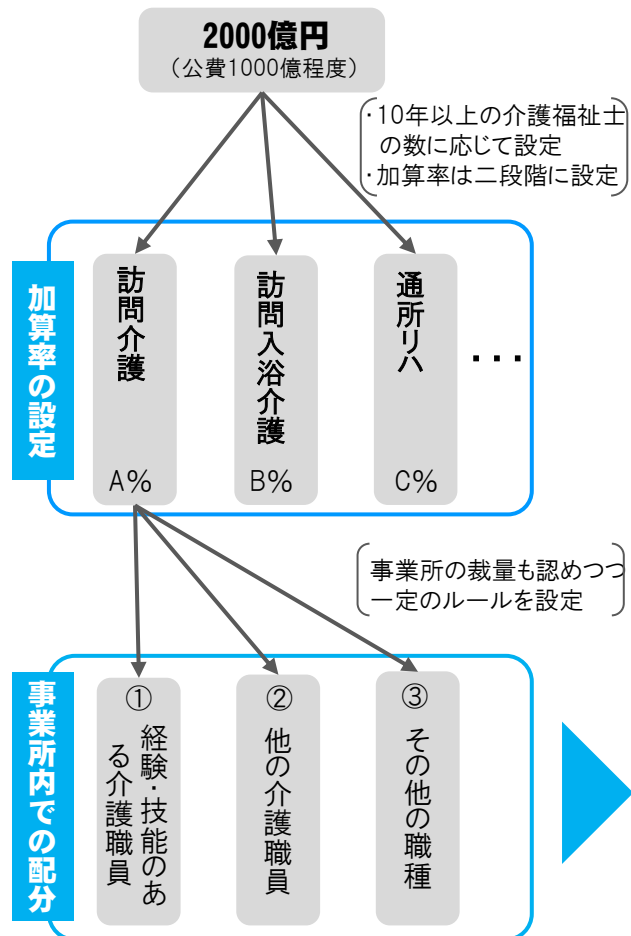 2000億円
（公費1000億程度）
・10年以上の介護福祉士
の数に応じて設定
・加算率は二段階に設定
加算率の設定
訪問介護
A%
訪問入浴介護
B%
通所リハ
C%
・・・
事業所の裁量も認めつつ
一定のルールを設定
事業所内での配分
①
経験・技能のあ
る介護職員
②
他の介護職員
③
その他の職種